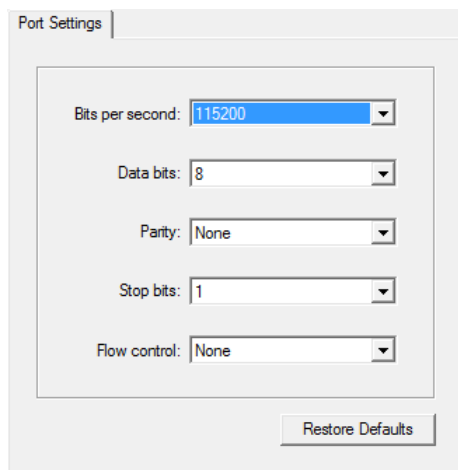 Port Settings
Bits per second: 115200
Data bits: 8
Parity: None
Stop bits: 1
Flow control: None
Restore Defaults